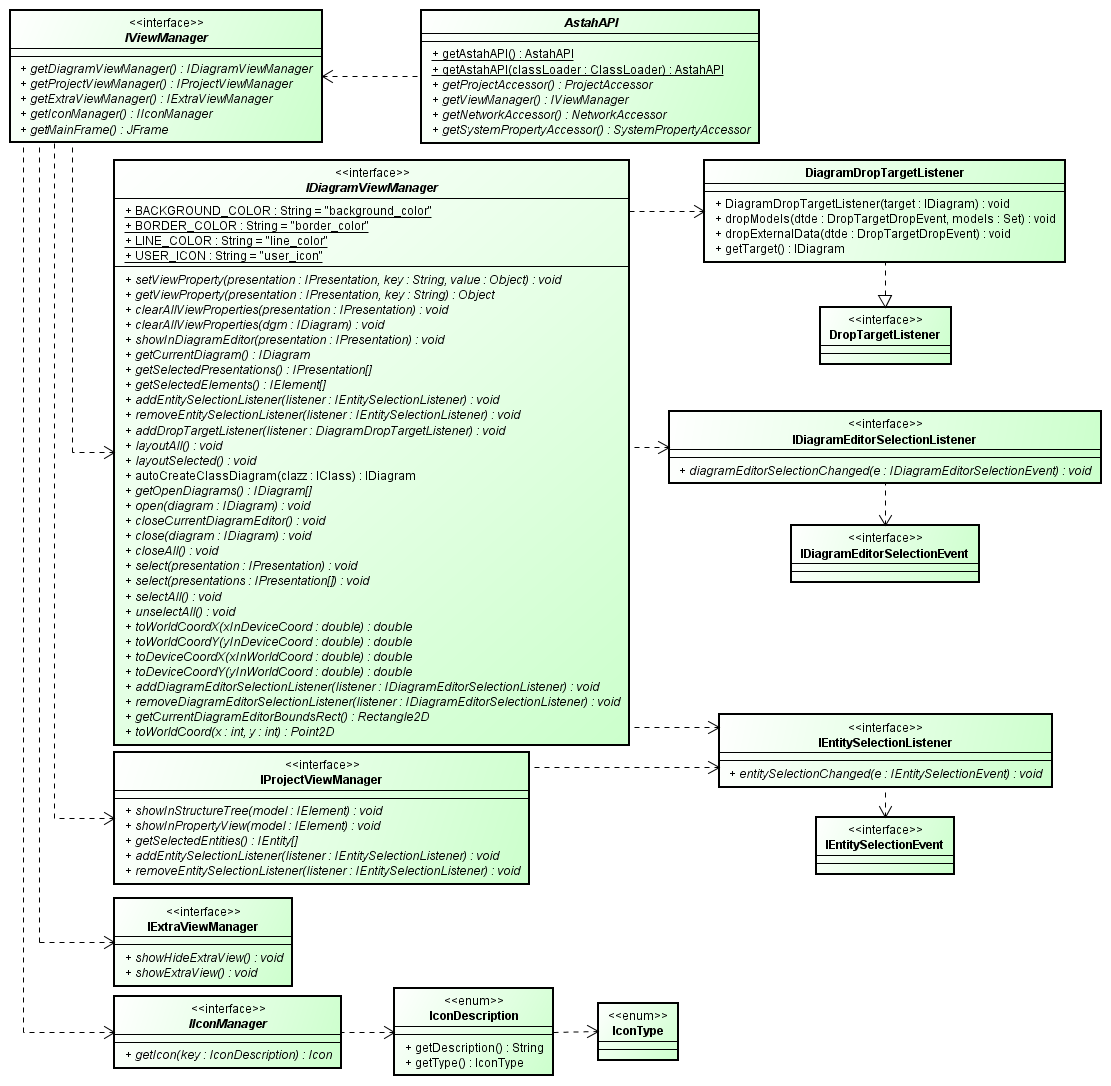 <<interface>>
IViewManager
+ getDiagramViewManager() : IDiagramViewManager
+ getProjectViewManager() : IProjectViewManager
+ getExtraViewManager() : IExtraViewManager
+ getIconManager() : IIconManager
+ getMainFrame() : JFrame
AstahAPI
+ getAstahAPI() : AstahAPI
+ getAstahAPI(classLoader : ClassLoader) : AstahAPI
+ getProjectAccessor() : ProjectAccessor
+ getViewManager() : IViewManager
+ getNetworkAccessor() : NetworkAccessor
+ getSystemPropertyAccessor() : SystemPropertyAccessor
<<interface>>
IDiagramViewManager
+ BACKGROUND_COLOR : String = "background_color"
+ BORDER_COLOR : String = "border_color"
+ LINE_COLOR : String = "line_color"
+ USER_ICON : String = "user_icon"
+ setViewProperty(presentation : IPresentation, key : String, value : Object) : void
+ getViewProperty(presentation : IPresentation, key : String) : Object
+ clearAllViewProperties(presentation : IPresentation) : void
+ clearAllViewProperties(dgm : IDiagram) : void
+ showInDiagramEditor(presentation : IPresentation) : void
+ getCurrentDiagram() : IDiagram
+ getSelectedPresentations() : IPresentation[]
+ getSelectedElements() : IElement[]
+ addEntitySelectionListener(listener : IEntitySelectionListener) : void
+ removeEntitySelectionListener(listener : IEntitySelectionListener) : void
+ addDropTargetListener(listener : DiagramDropTargetListener) : void
+ layoutAll() : void
+ layoutSelected() : void
+ autoCreateClassDiagram(clazz : IClass) : IDiagram
+ getOpenDiagrams() : IDiagram[]
+ open(diagram : IDiagram) : void
+ closeCurrentDiagramEditor() : void
+ close(diagram : IDiagram) : void
+ closeAll() : void
+ select(presentation : IPresentation) : void
+ select(presentations : IPresentation[]) : void
+ selectAll() : void
+ unselectAll() : void
+ toWorldCoordX(xInDeviceCoord : double) : double
+ toWorldCoordY(yInDeviceCoord : double) : double
+ toDeviceCoordX(xInWorldCoord : double) : double
+ toDeviceCoordY(yInWorldCoord : double) : double
+ addDiagramEditorSelectionListener(listener : IDiagramEditorSelectionListener) : void
+ removeDiagramEditorSelectionListener(listener : IDiagramEditorSelectionListener) : void
+ getCurrentDiagramEditorBoundsRect() : Rectangle2D
+ toWorldCoord(x : int, y : int) : Point2D
DiagramDropTargetListener
+ DiagramDropTargetListener(target : IDiagram) : void
+ dropModels(dtde : DropTargetDropEvent, models : Set) : void
+ dropExternalData(dtde : DropTargetDropEvent) : void
+ getTarget() : IDiagram
<<interface>>
DropTargetListener
<<interface>>
IDiagramEditorSelectionListener
+ diagramEditorSelectionChanged(e : IDiagramEditorSelectionEvent) : void
<<interface>>
IDiagramEditorSelectionEvent
<<interface>>
IEntitySelectionListener
+ entitySelectionChanged(e : IEntitySelectionEvent) : void
<<interface>>
IEntitySelectionEvent
<<interface>>
IProjectViewManager
+ showInStructureTree(model : IElement) : void
+ showInPropertyView(model : IElement) : void
+ getSelectedEntities() : IEntity[]
+ addEntitySelectionListener(listener : IEntitySelectionListener) : void
+ removeEntitySelectionListener(listener : IEntitySelectionListener) : void
<<interface>>
IExtraViewManager
+ showHideExtraView() : void
+ showExtraView() : void
<<interface>>
IIconManager
+ getIcon(key : IconDescription) : Icon
<<enum>>
IconDescription
+ getDescription() : String
+ getType() : IconType
<<enum>>
IconType